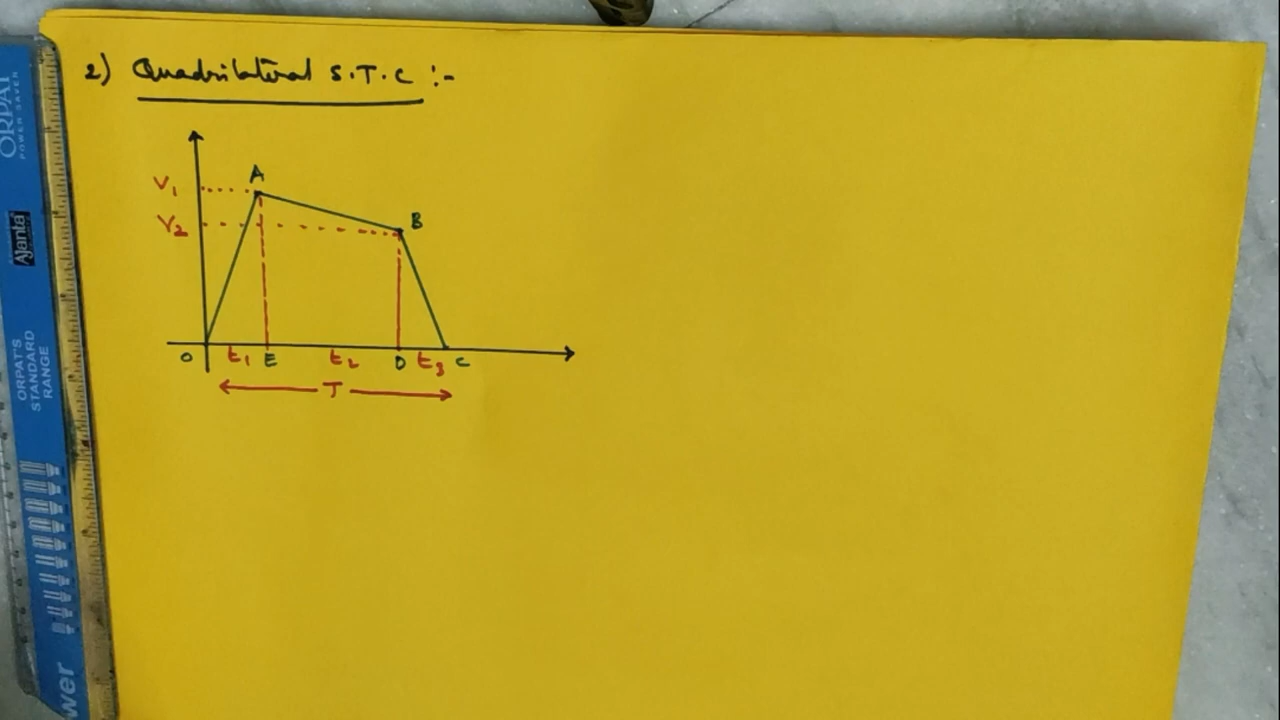 2) Quadrilateral S.T.C :-
A
V1
B
V2
O t1 E t2 D t3 C
T
ORPAT
POWER SAVER
Ajanta
ORPAT'S
STANDARD
RANGE
wer